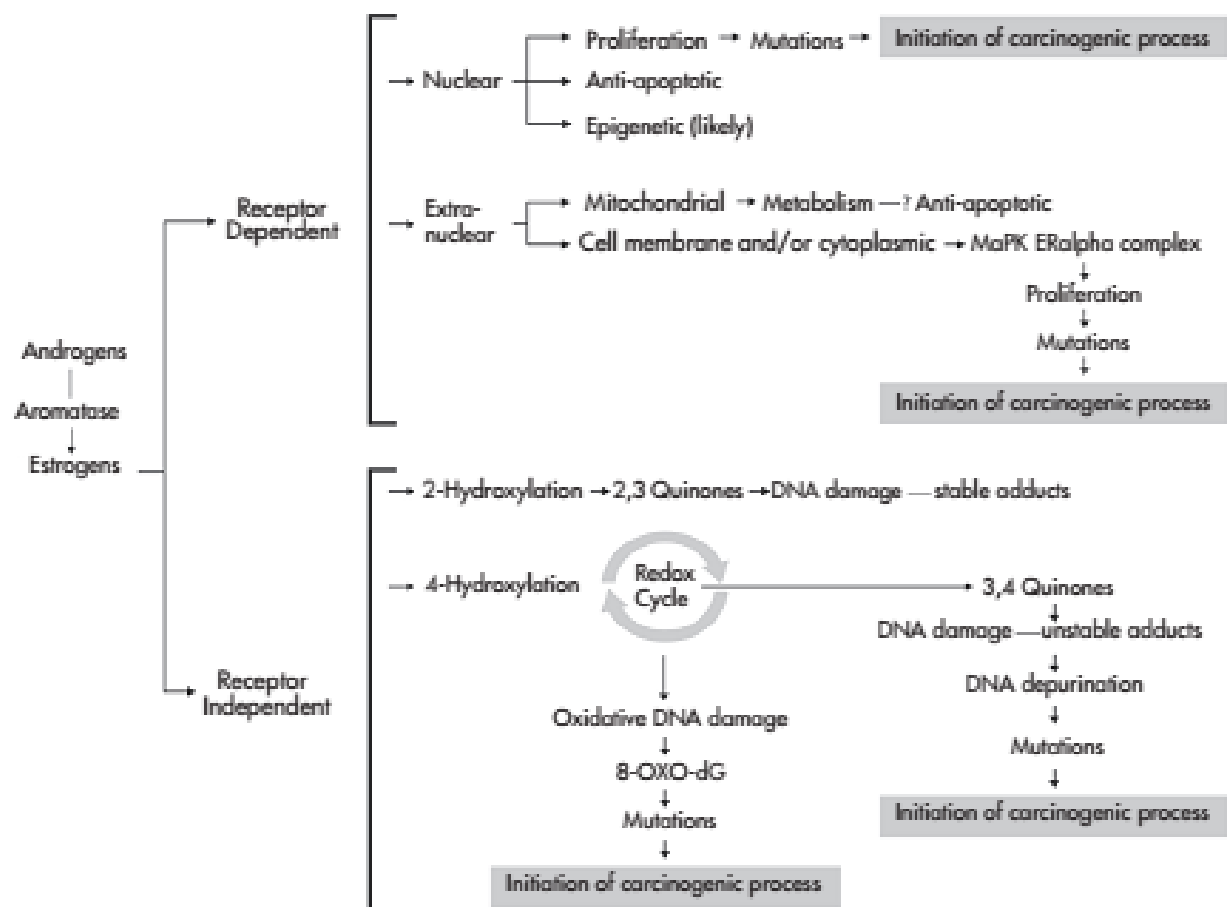 Proliferation → Mutations → Initiation of carcinogenic process
Nuclear → Anti-apoptotic
Epigenetic (likely)
Receptor
Dependent
Extra-
nuclear
Mitochondrial → Metabolism — ? Anti-apoptotic
Cell membrane and/or cytoplasmic → MaPK ERalpha complex
Proliferation
Mutations
Initiation of carcinogenic process
Androgens
Aromatase
Estrogens
2-Hydroxylation → 2,3 Quinones → DNA damage — stable adducts
4-Hydroxylation
Redox
Cycle
3,4 Quinones
DNA damage — unstable adducts
DNA depurination
Mutations
Initiation of carcinogenic process
Receptor
Independent
Oxidative DNA damage
8-OXO-dG
Mutations
Initiation of carcinogenic process